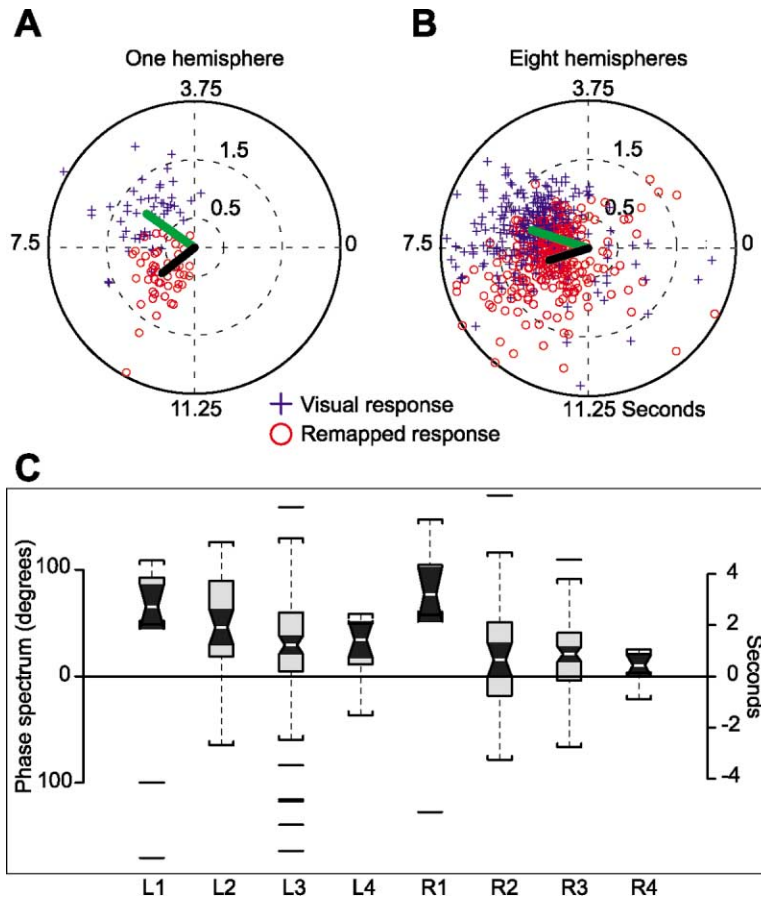 A
One hemisphere
3.75
1.5
0.5
7.5
0
11.25
B
Eight hemispheres
3.75
1.5
0.5
7.5
0
11.25 Seconds
+ Visual response
Remapped response
C
Phase spectrum (degrees)
100
0
100
4
2
0
-2
-4
Seconds
L1 L2 L3 L4 R1 R2 R3 R4